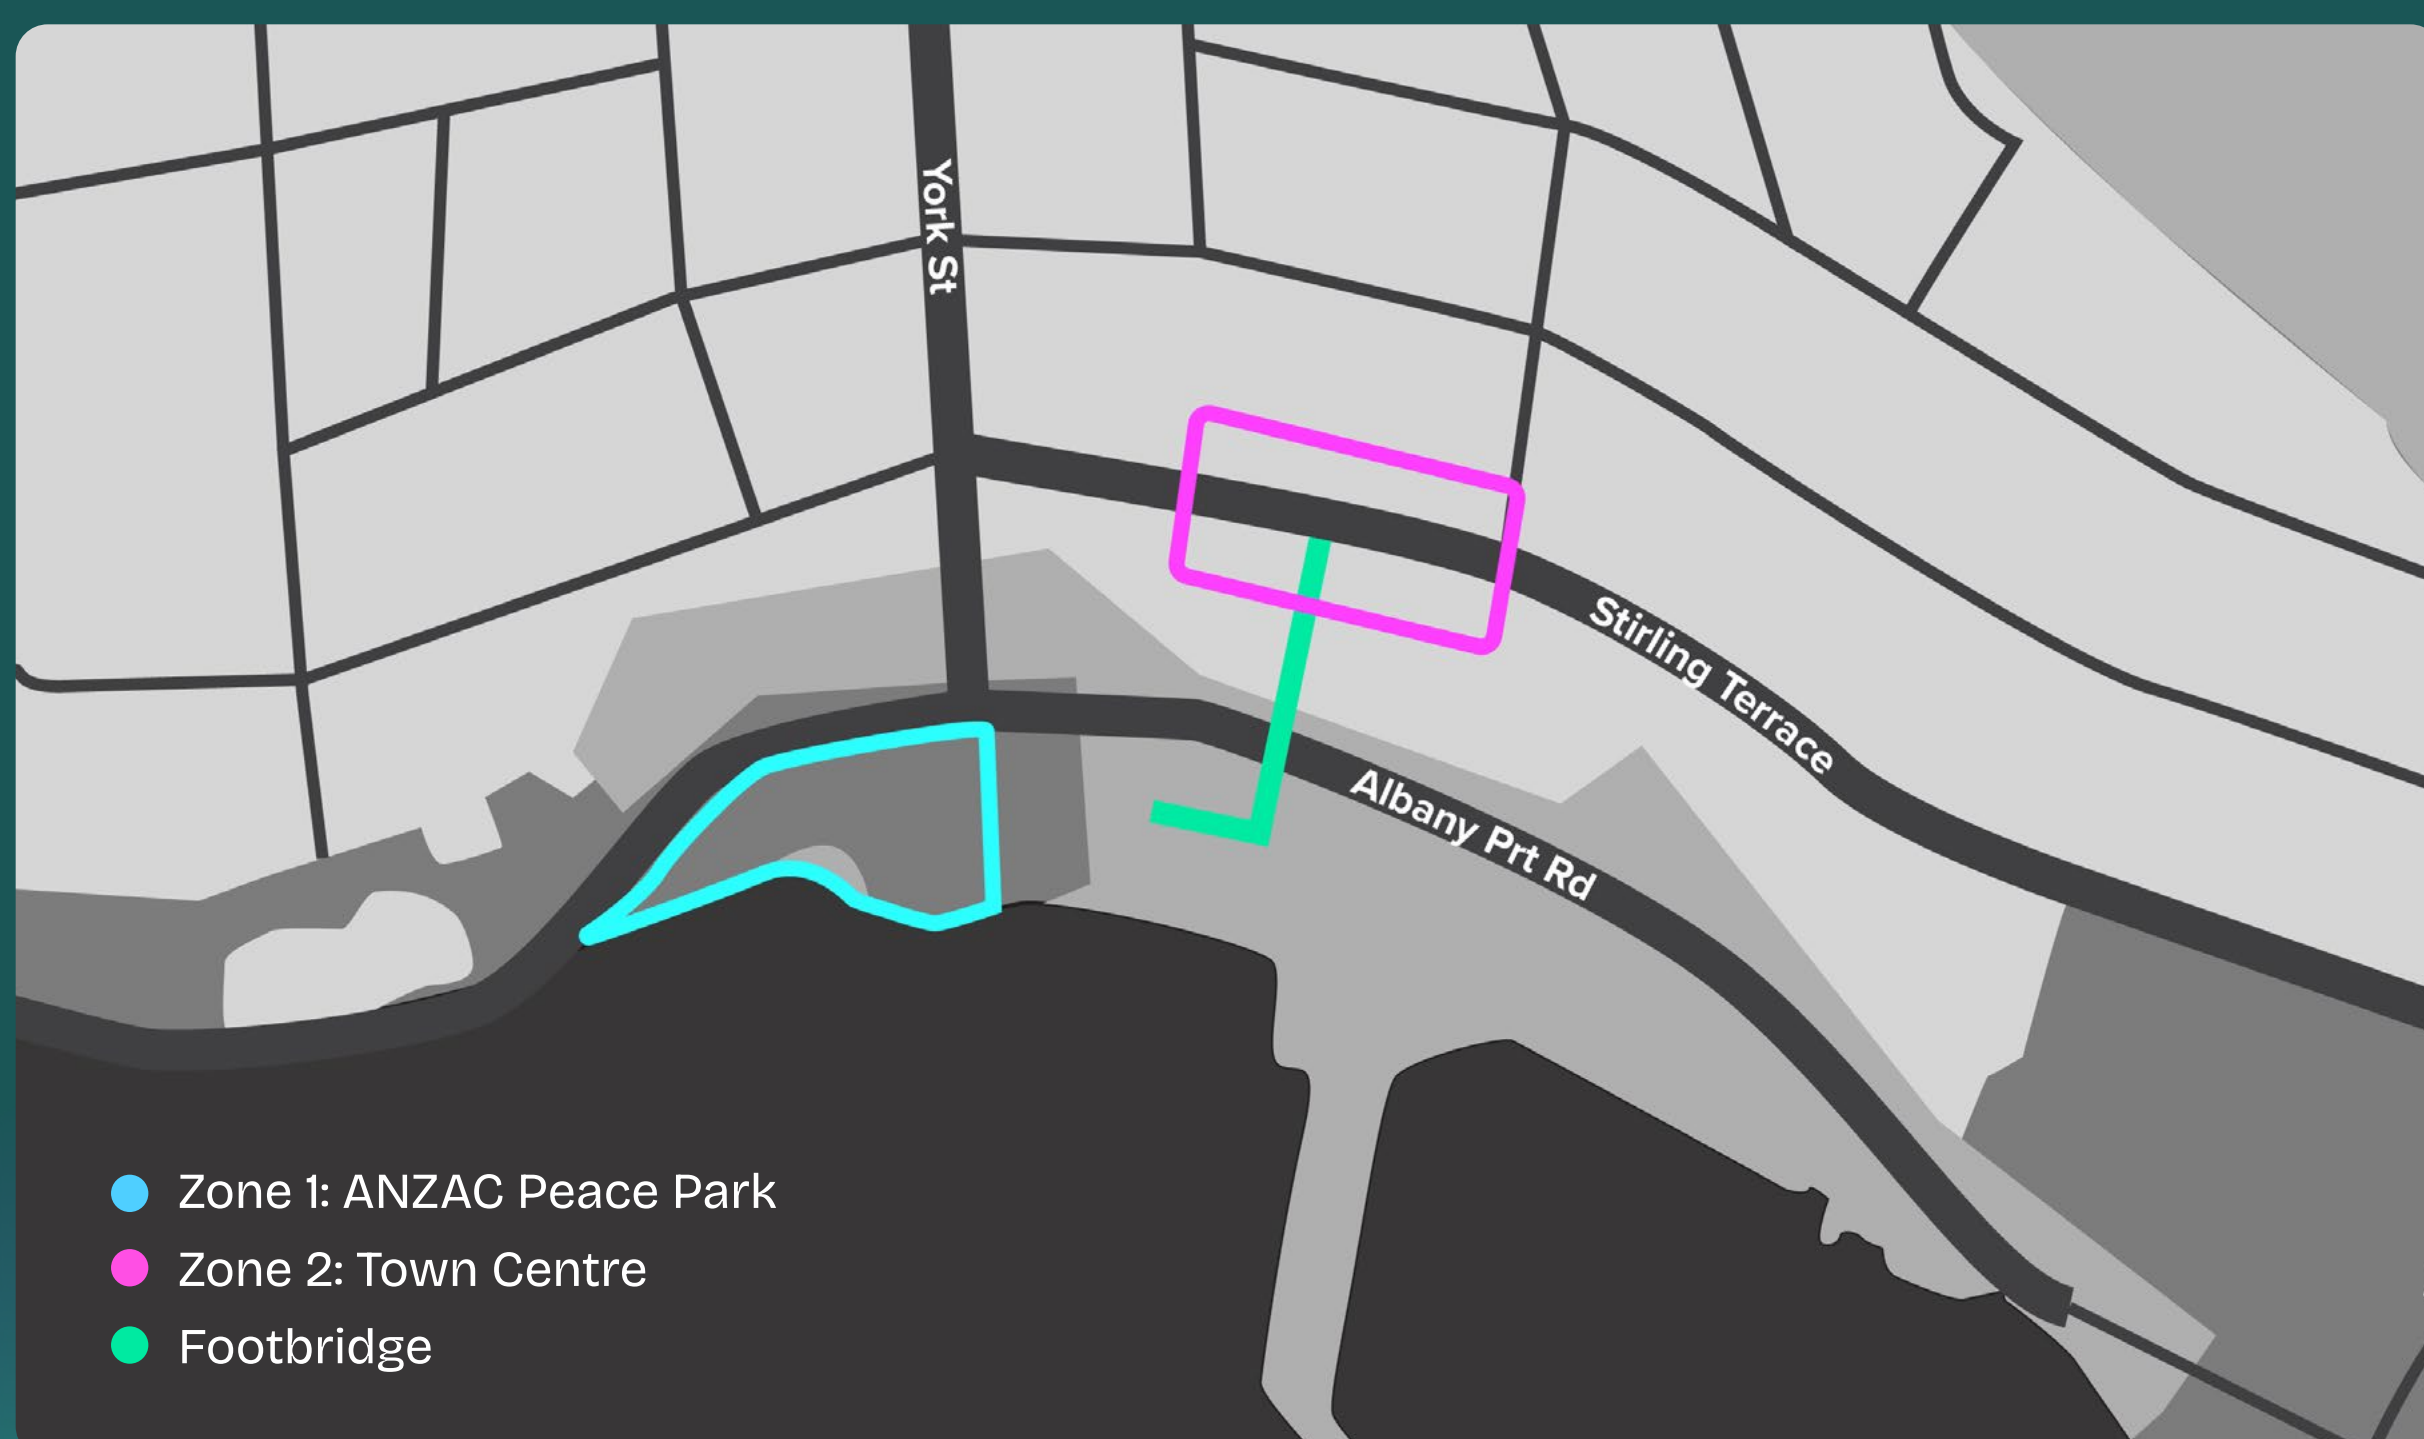 York St
Stirling Terrace
Albany Prt Rd
Zone 1: ANZAC Peace Park
Zone 2: Town Centre
Footbridge